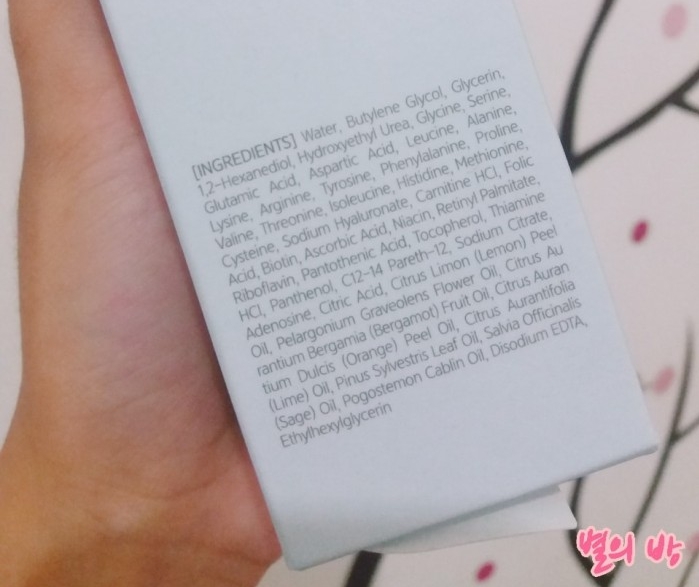 [INGREDIENTS] Water, Butylene Glycol, Glycerin,
1,2-Hexanediol, Hydroxyethyl Urea, Glycine, Serine,
Glutamic Acid, Aspartic Acid, Leucine, Alanine,
Lysine, Arginine, Tyrosine, Phenylalanine, Proline,
Valine, Threonine, Isoleucine, Histidine, Methionine,
Cysteine, Sodium Hyaluronate, Carnitine HCl, Folic
Acid, Biotin, Ascorbic Acid, Niacin, Retinyl Palmitate,
Riboflavin, Pantothenic Acid, Tocopherol, Thiamine
HCl, Panthenol, C12-14 Pareth-12, Sodium Citrate,
Adenosine, Citric Acid, Citrus Limon (Lemon) Peel
Oil, Pelargonium Graveolens Flower Oil, Citrus Au
rantium Bergamia (Bergamot) Fruit Oil, Citrus Auran
tium Dulcis (Orange) Peel Oil, Citrus Aurantifolia
(Lime) Oil, Pinus Sylvestris Leaf Oil, Salvia Officinalis
(Sage) Oil, Pogostemon Cablin Oil, Disodium EDTA,
Ethylhexylglycerin
별의 방